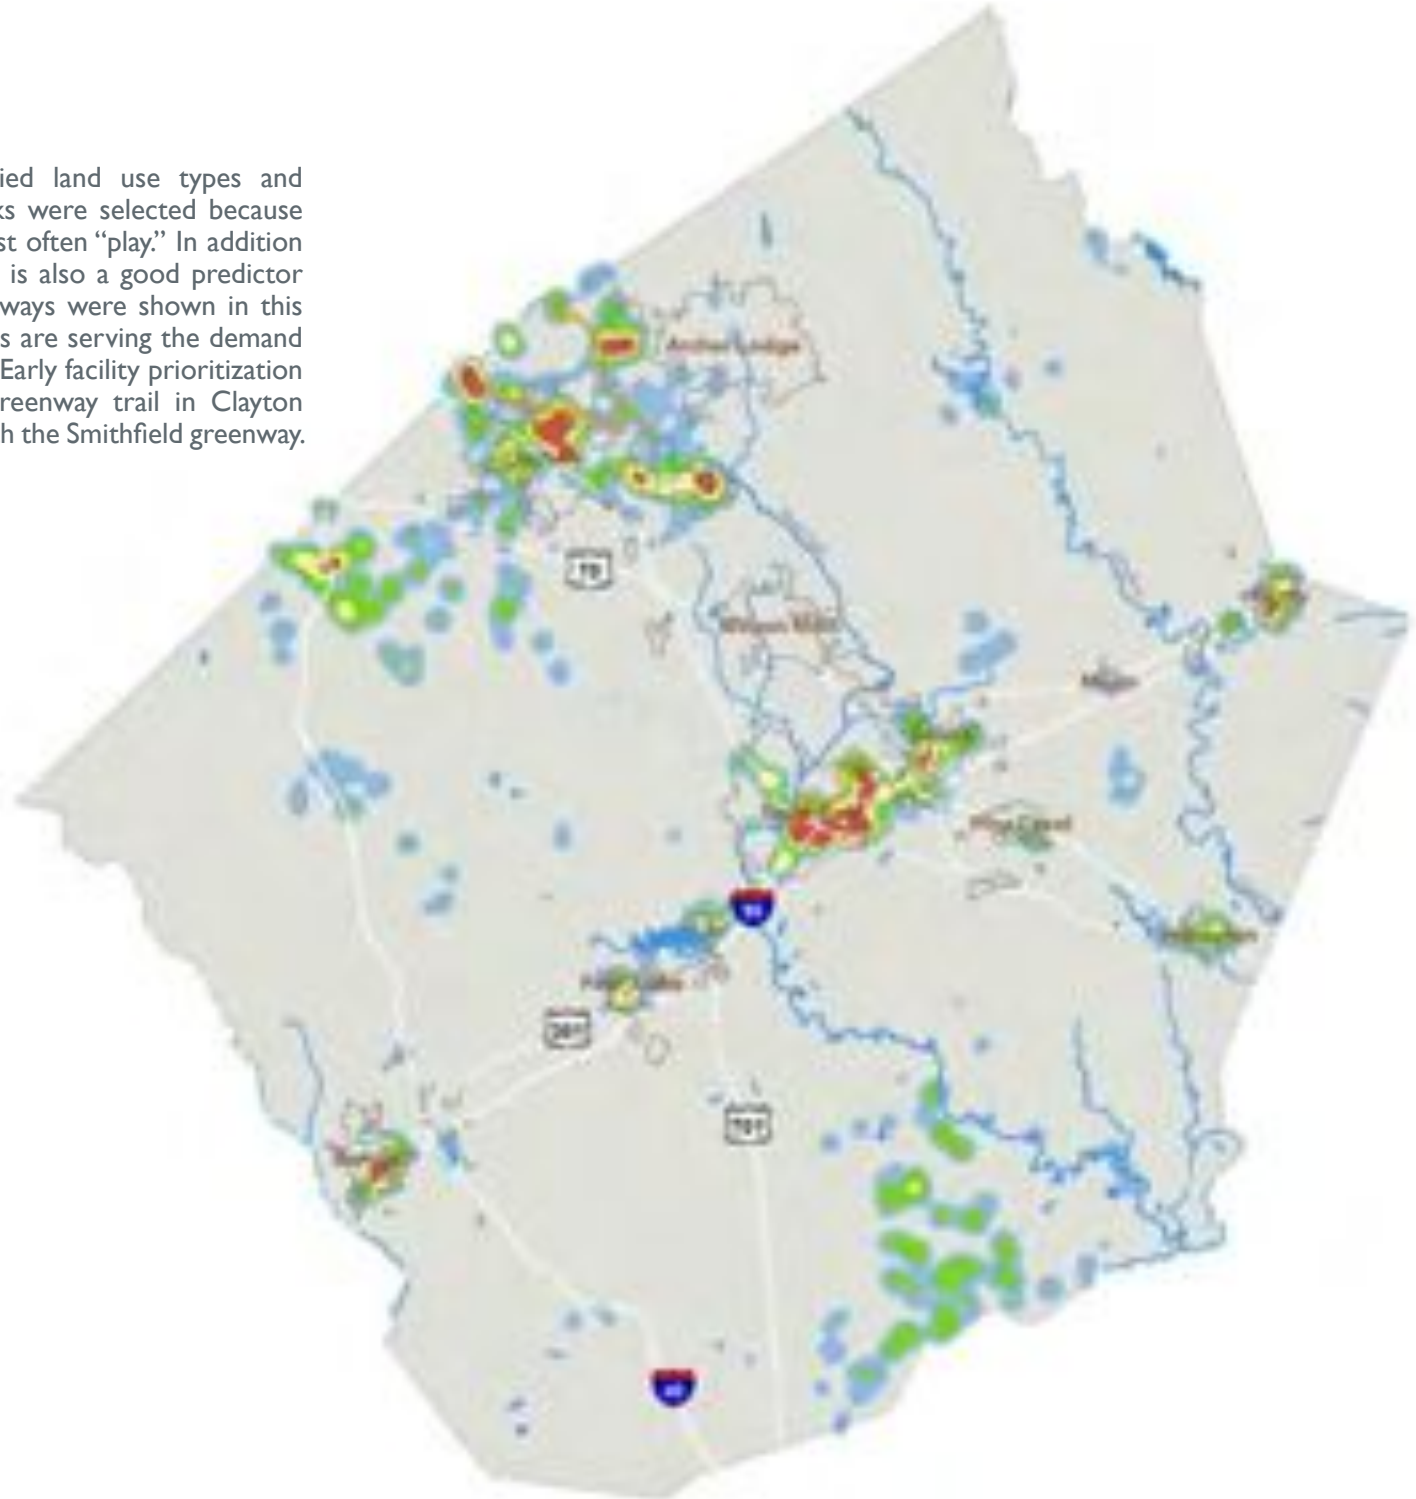 ied land use types and
ks were selected because
st often “play.” In addition
is also a good predictor
ways were shown in this
s are serving the demand
Early facility prioritization
reenway trail in Clayton
h the Smithfield greenway.
Archer Lodge
70
Wilson Mills
Micro
Pine Level
95
301
701
40